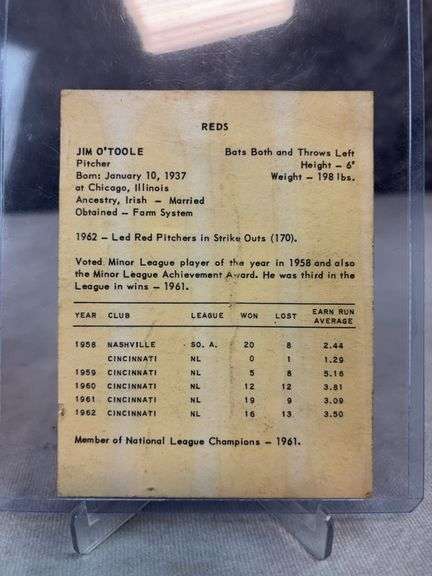 REDS
JIM O'TOOLE Bats Both and Throws Left
Pitcher Height — 6'
Born: January 10, 1937 Weight — 198 lbs.
at Chicago, Illinois
Ancestry, Irish — Married
Obtained — Farm System
1962 — Led Red Pitchers in Strike Outs (170).
Voted Minor League player of the year in 1958 and also
the Minor League Achievement Award. He was third in the
League in wins — 1961.
YEAR CLUB LEAGUE WON LOST EARN RUN AVERAGE
1958 NASHVILLE SO. A. 20 8 2.44
CINCINNATI NL 0 1 1.29
1959 CINCINNATI NL 5 8 5.16
1960 CINCINNATI NL 12 12 3.81
1961 CINCINNATI NL 19 9 3.09
1962 CINCINNATI NL 16 13 3.50
Member of National League Champions — 1961.